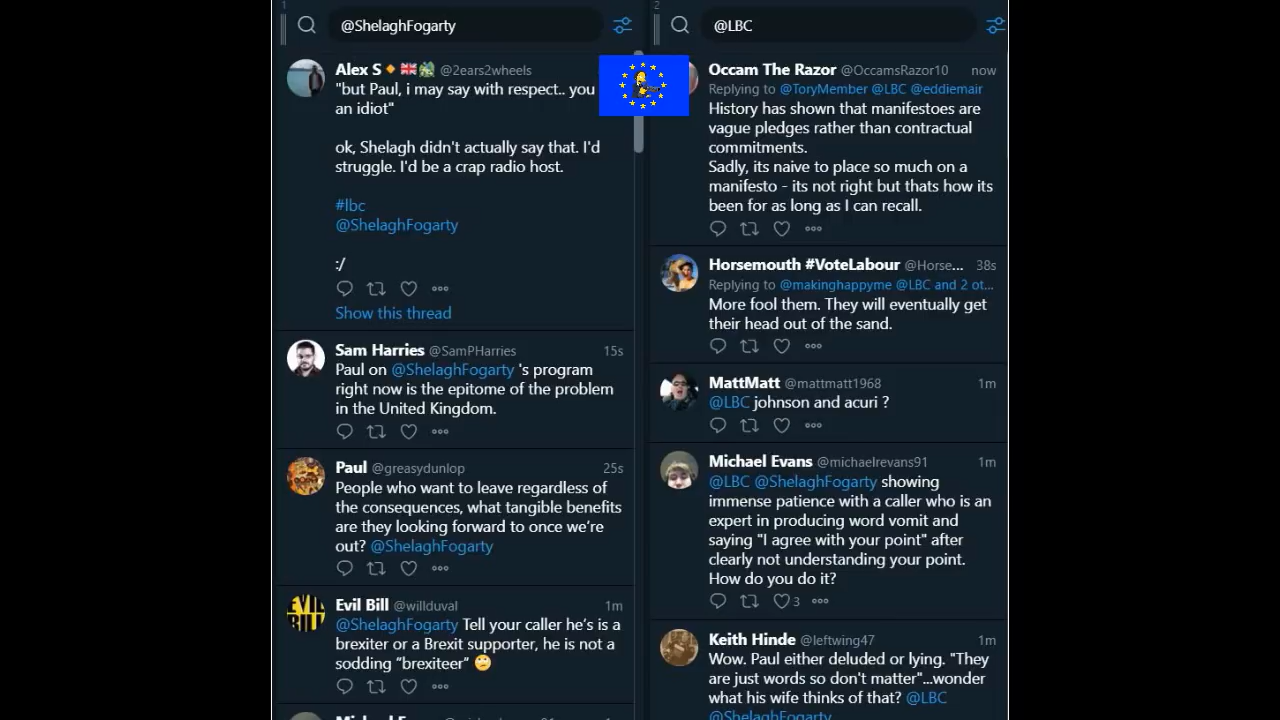 1
@ShelaghFogarty
Alex S @2ears2wheels
"but Paul, i may say with respect.. you
an idiot"
ok, Shelagh didn't actually say that. I'd
struggle. I'd be a crap radio host.
#lbc
@ShelaghFogarty
:/
Show this thread
Sam Harries @SamPHarries 15s
Paul on @ShelaghFogarty 's program
right now is the epitome of the problem
in the United Kingdom.
Paul @greasydunlop 25s
People who want to leave regardless of
the consequences, what tangible benefits
are they looking forward to once we're
out? @ShelaghFogarty
EVIL
BILL
Evil Bill @willduval 1m
@ShelaghFogarty Tell your caller he's is a
brexiter or a Brexit supporter, he is not a
sodding “brexiteer” 🙄
2
@LBC
Occam The Razor @OccamsRazor10 now
Replying to @ToryMember @LBC @eddiemair
History has shown that manifestoes are
vague pledges rather than contractual
commitments.
Sadly, its naive to place so much on a
manifesto - its not right but thats how its
been for as long as I can recall.
Horsemouth #VoteLabour @Horse... 38s
Replying to @makinghappyme @LBC and 2 ot...
More fool them. They will eventually get
their head out of the sand.
MattMatt @mattmatt1968 1m
@LBC johnson and acuri ?
Michael Evans @michaelrevans91 1m
@LBC @ShelaghFogarty showing
immense patience with a caller who is an
expert in producing word vomit and
saying "I agree with your point" after
clearly not understanding your point.
How do you do it?
3
Keith Hinde @leftwing47 1m
Wow. Paul either deluded or lying. "They
are just words so don't matter"...wonder
what his wife thinks of that? @LBC
@ShelaghFogarty